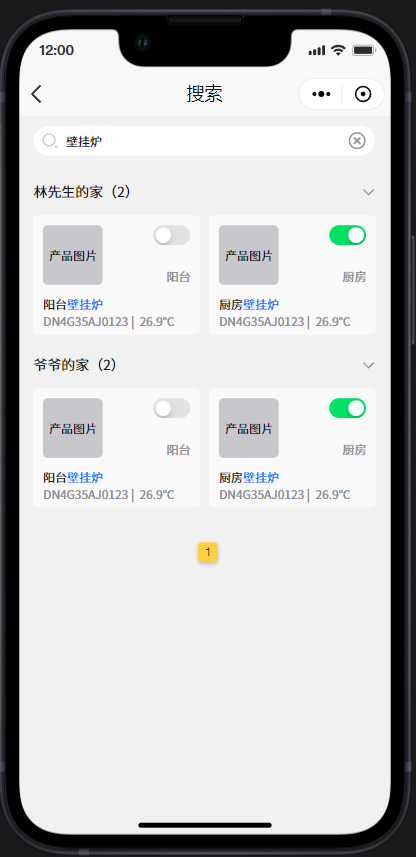 12:00
搜索
壁挂炉
林先生的家（2）
产品图片
阳台
产品图片
厨房
阳台壁挂炉
DN4G35AJ0123 | 26.9℃
厨房壁挂炉
DN4G35AJ0123 | 26.9℃
爷爷的家（2）
产品图片
阳台
产品图片
厨房
阳台壁挂炉
DN4G35AJ0123 | 26.9℃
厨房壁挂炉
DN4G35AJ0123 | 26.9℃
1